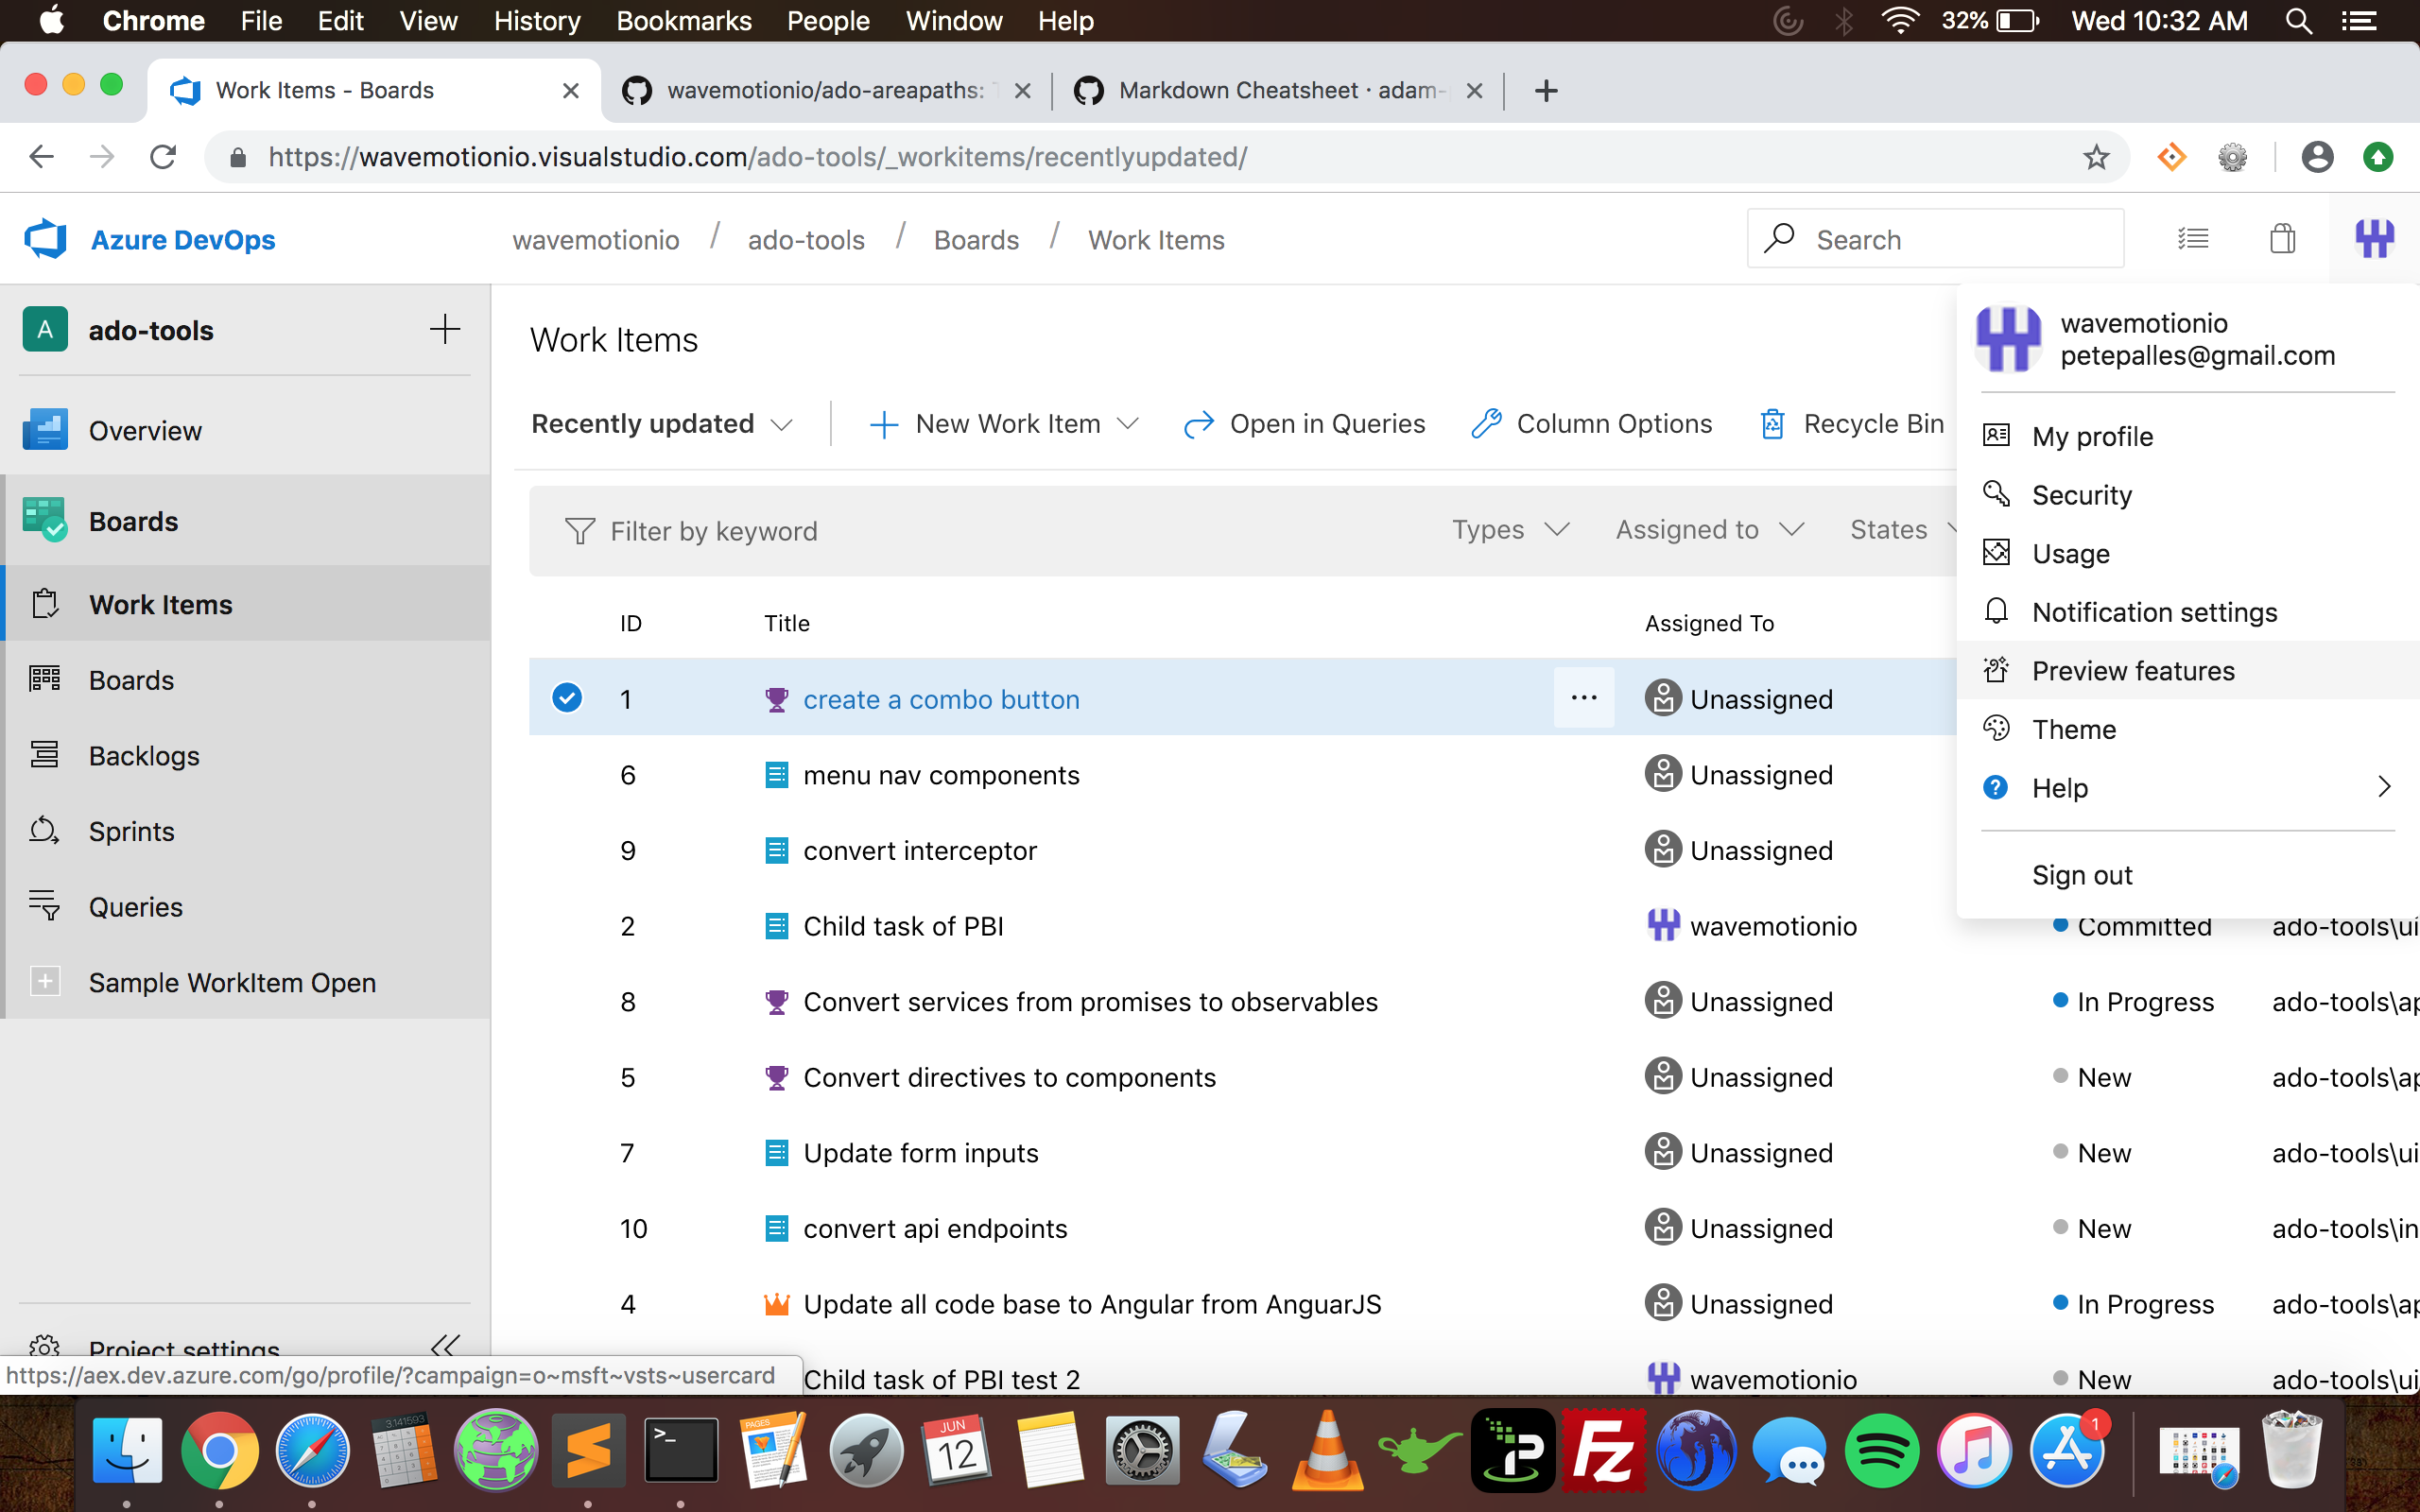 Chrome File Edit View History Bookmarks People Window Help 32% Wed 10:32 AM
Work Items - Boards wavemotionio/ado-areapaths: Markdown Cheatsheet · adam-
https://wavemotionio.visualstudio.com/ado-tools/_workitems/recentlyupdated/
Azure DevOps wavemotionio / ado-tools / Boards / Work Items Search
A ado-tools
Overview
Boards
Work Items
Boards
Backlogs
Sprints
Queries
Sample WorkItem Open
Project settings
https://aex.dev.azure.com/go/profile/?campaign=o~msft~vsts~usercard
Work Items
Recently updated New Work Item Open in Queries Column Options Recycle Bin
Filter by keyword Types Assigned to States
ID Title Assigned To
1 create a combo button ... Unassigned
6 menu nav components Unassigned
9 convert interceptor Unassigned
2 Child task of PBI wavemotionio Committed ado-tools\ui
8 Convert services from promises to observables Unassigned In Progress ado-tools\ap
5 Convert directives to components Unassigned New ado-tools\ap
7 Update form inputs Unassigned New ado-tools\ui
10 convert api endpoints Unassigned New ado-tools\in
4 Update all code base to Angular from AnguarJS Unassigned In Progress ado-tools\ap
Child task of PBI test 2 wavemotionio New ado-tools\ui
wavemotionio
petepalles@gmail.com
My profile
Security
Usage
Notification settings
Preview features
Theme
? Help
Sign out
3.141593
>_
PAGES
JUN
12
iP
Fz
1